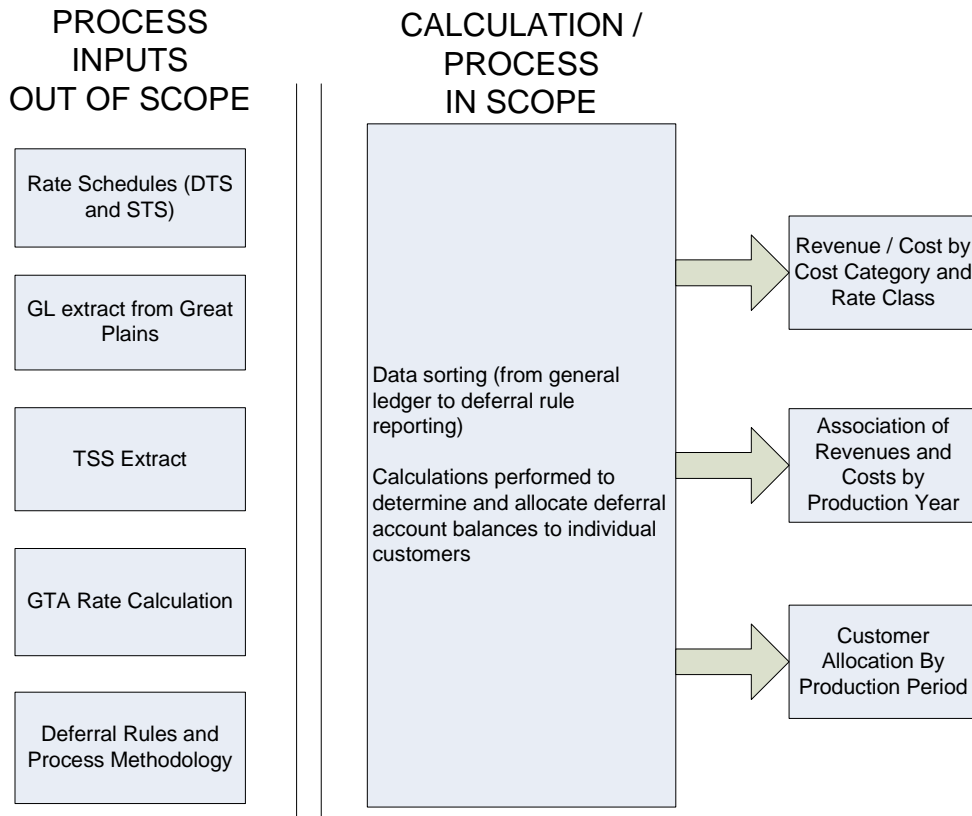 PROCESS
INPUTS
OUT OF SCOPE
Rate Schedules (DTS
and STS)
GL extract from Great
Plains
TSS Extract
GTA Rate Calculation
Deferral Rules and
Process Methodology
CALCULATION /
PROCESS
IN SCOPE
Data sorting (from general
ledger to deferral rule
reporting)
Calculations performed to
determine and allocate deferral
account balances to individual
customers
Revenue / Cost by
Cost Category and
Rate Class
Association of
Revenues and
Costs by
Production Year
Customer
Allocation By
Production Period